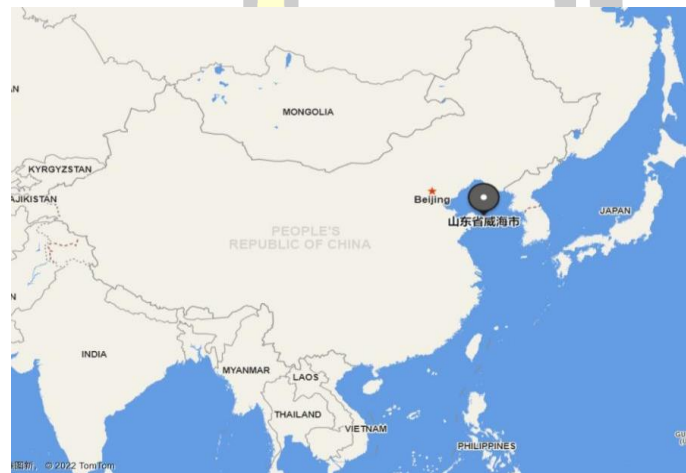 MONGOLIA
KYRGYZSTAN
AJIKISTAN
Beijing
山东省威海市
JAPAN
PEOPLE'S
REPUBLIC OF CHINA
INDIA
MYANMAR
LAOS
THAILAND
VIETNAM
PHILIPPINES
© 2022 TomTom